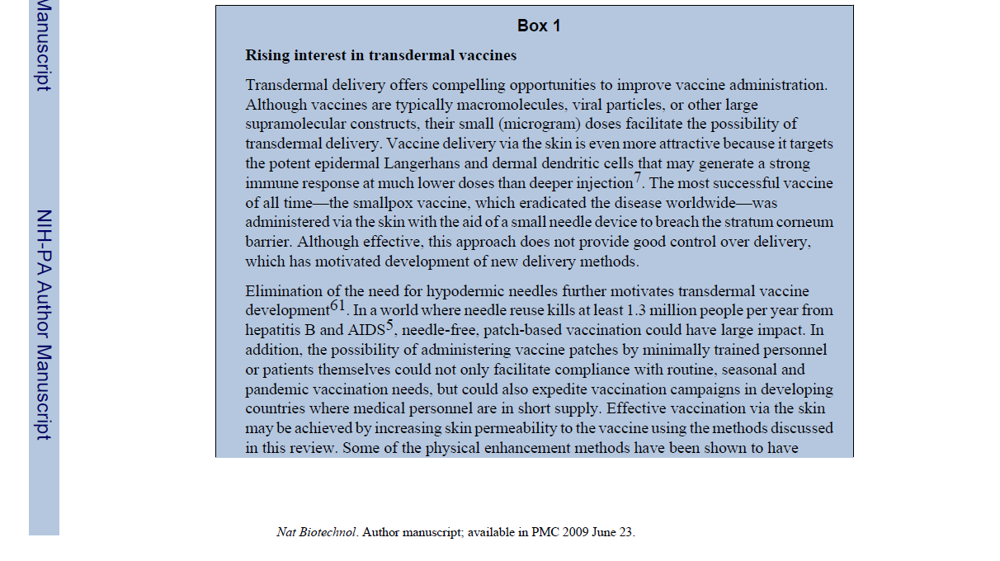 Manuscript
NIH-PA Author Manuscript
Box 1
Rising interest in transdermal vaccines
Transdermal delivery offers compelling opportunities to improve vaccine administration.
Although vaccines are typically macromolecules, viral particles, or other large
supramolecular constructs, their small (microgram) doses facilitate the possibility of
transdermal delivery. Vaccine delivery via the skin is even more attractive because it targets
the potent epidermal Langerhans and dermal dendritic cells that may generate a strong
immune response at much lower doses than deeper injection7. The most successful vaccine
of all time—the smallpox vaccine, which eradicated the disease worldwide—was
administered via the skin with the aid of a small needle device to breach the stratum corneum
barrier. Although effective, this approach does not provide good control over delivery,
which has motivated development of new delivery methods.
Elimination of the need for hypodermic needles further motivates transdermal vaccine
development61. In a world where needle reuse kills at least 1.3 million people per year from
hepatitis B and AIDS5, needle-free, patch-based vaccination could have large impact. In
addition, the possibility of administering vaccine patches by minimally trained personnel
or patients themselves could not only facilitate compliance with routine, seasonal and
pandemic vaccination needs, but could also expedite vaccination campaigns in developing
countries where medical personnel are in short supply. Effective vaccination via the skin
may be achieved by increasing skin permeability to the vaccine using the methods discussed
in this review. Some of the physical enhancement methods have been shown to have
Nat Biotechnol. Author manuscript; available in PMC 2009 June 23.